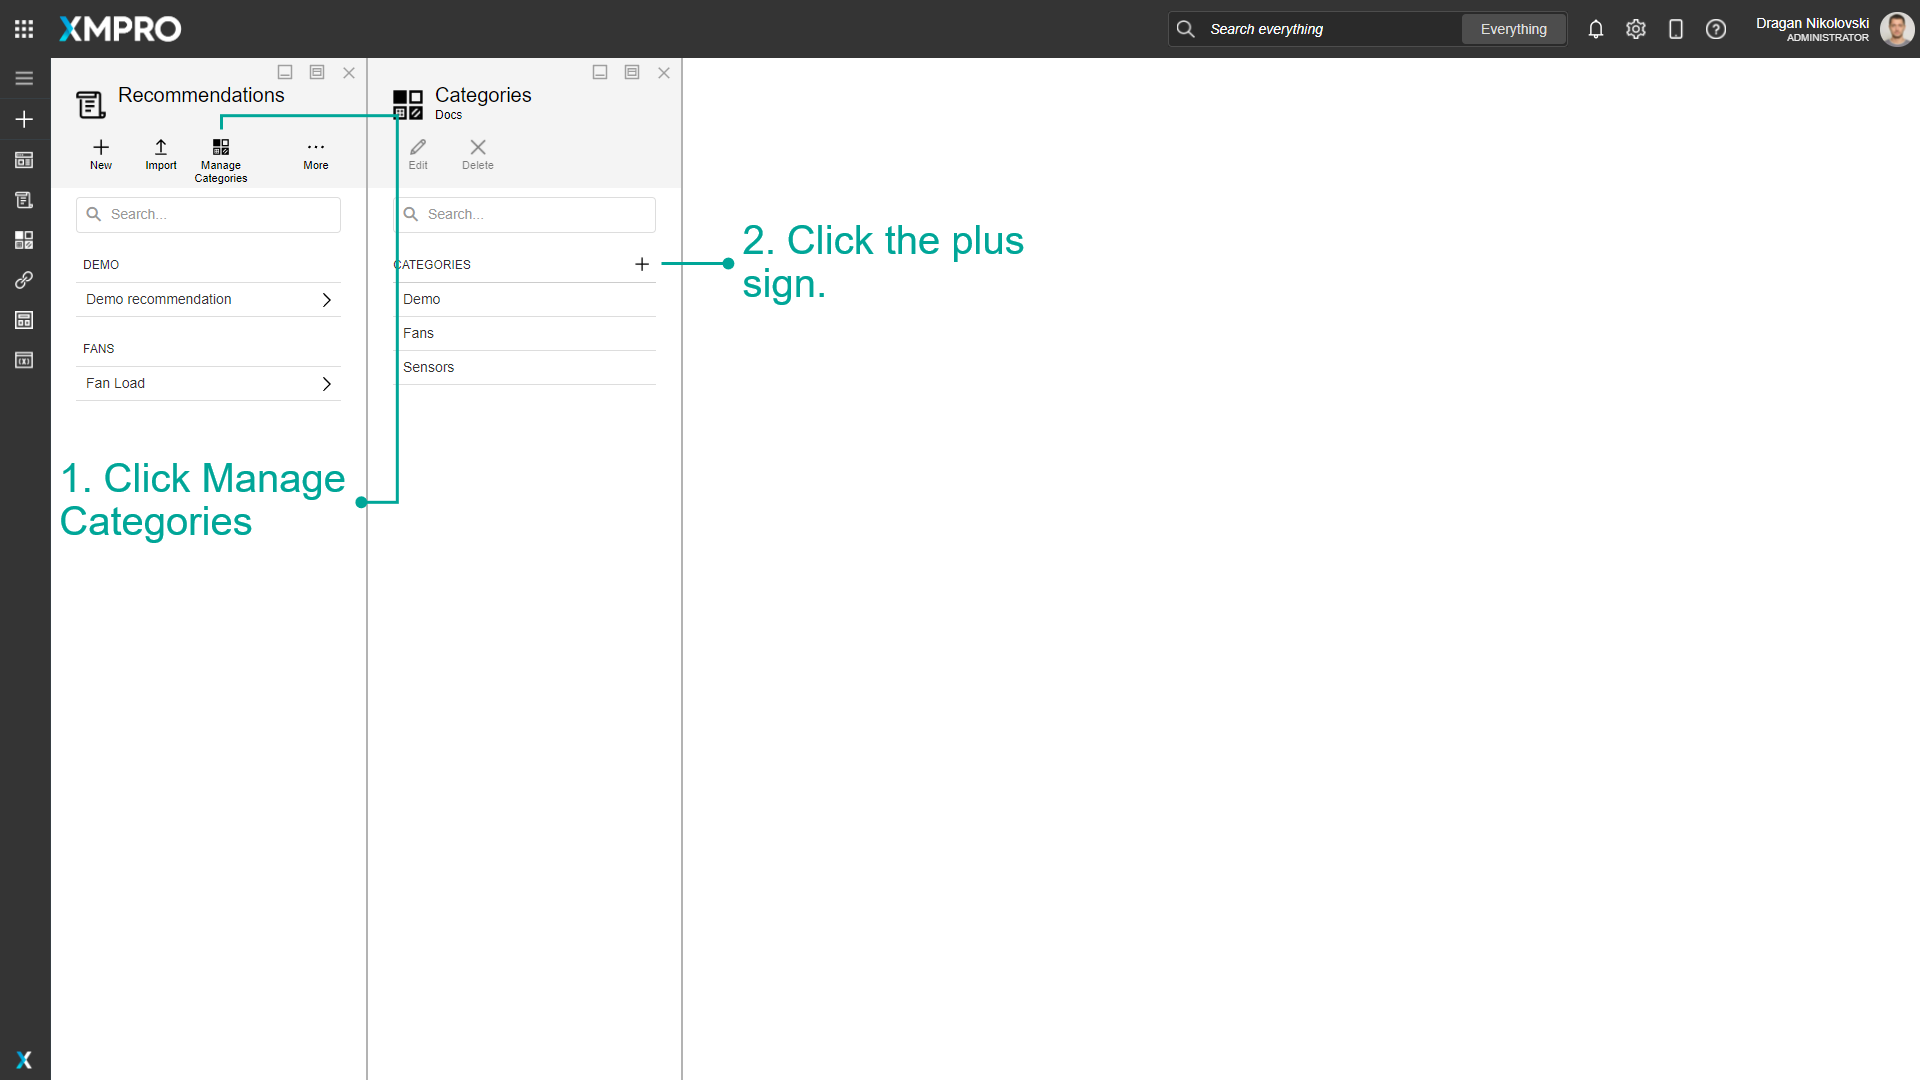 XMPRO
Search everything
Everything
Dragan Nikolovski
ADMINISTRATOR
Recommendations
New
Import
Manage
Categories
More
Search...
DEMO
Demo recommendation
FANS
Fan Load
1. Click Manage
Categories
Categories
Docs
Edit
Delete
Search...
CATEGORIES
Demo
Fans
Sensors
2. Click the plus
sign.